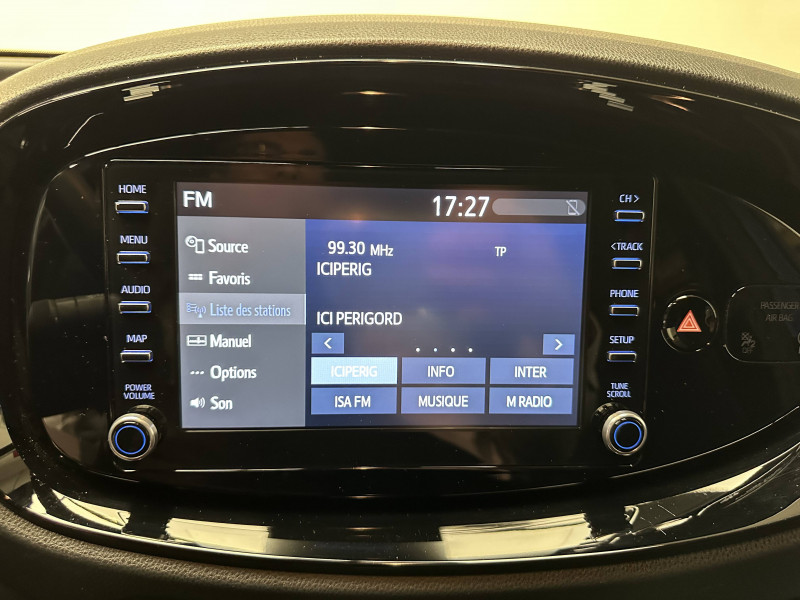 HOME
MENU
AUDIO
MAP
POWER
VOLUME
FM
17:27
Source
Favoris
Liste des stations
Manuel
Options
Son
99.30 MHz
TP
ICIPERIG
ICI PERIGORD
<
>
ICIPERIG
INFO
INTER
ISA FM
MUSIQUE
M RADIO
CH>
<TRACK
PHONE
SETUP
TUNE
SCROLL
PASSENGER
AIR BAG